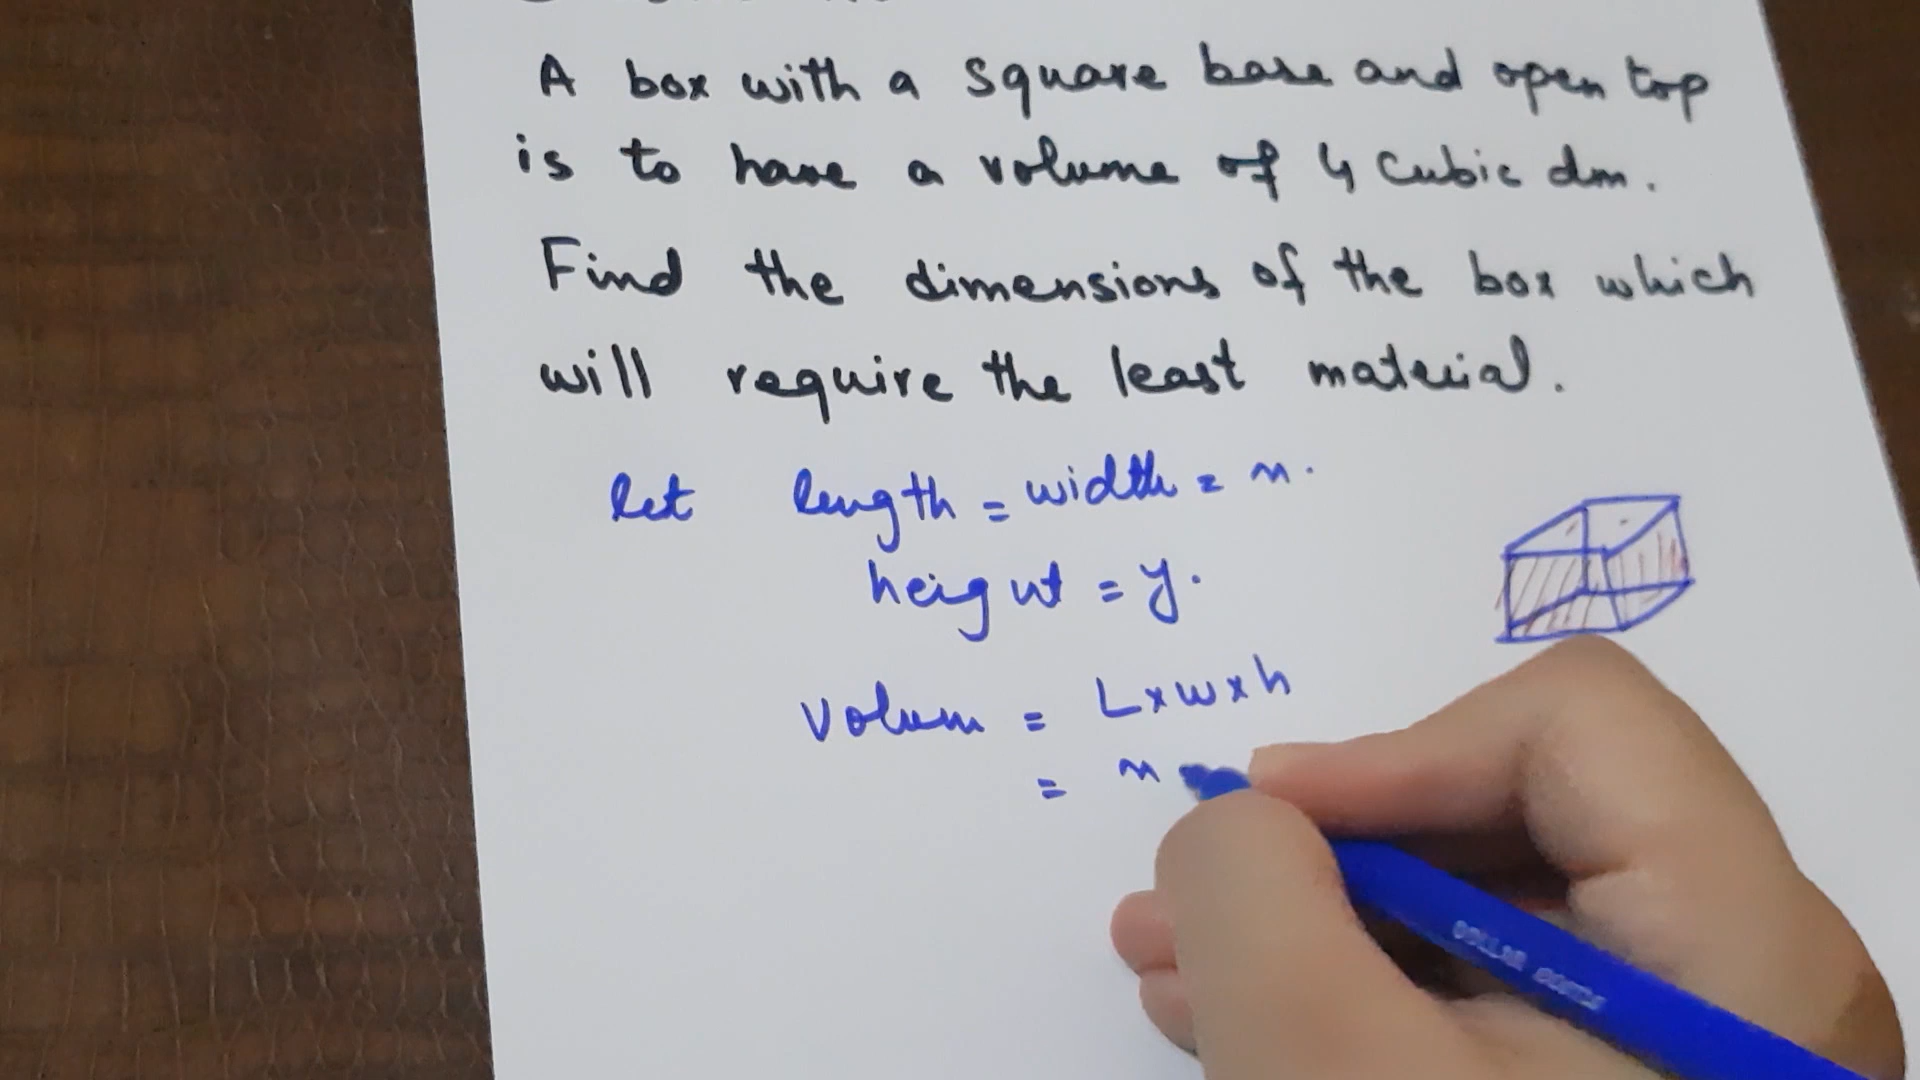 A box with a square base and open top
is to have a volume of 4 cubic dm.
Find the dimensions of the box which
will require the least material.
let length = width = x.
height = y.
Volum = L x w x h
= x
DOLLAR